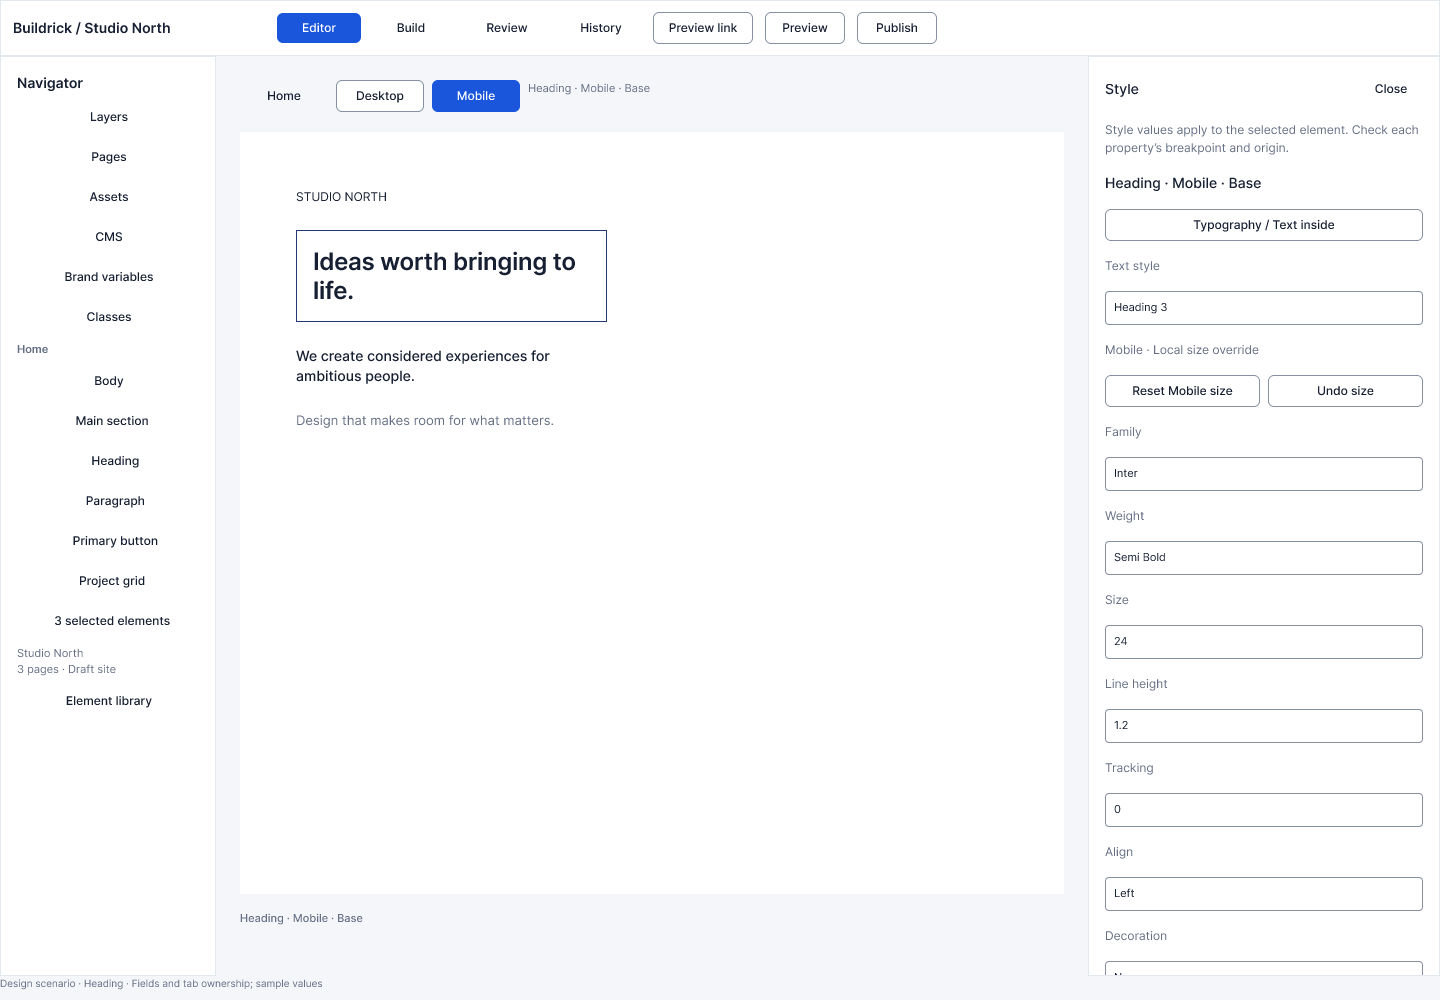 Buildrick / Studio North
Editor
Build
Review
History
Preview link
Preview
Publish
Navigator
Layers
Pages
Assets
CMS
Brand variables
Classes
Home
Body
Main section
Heading
Paragraph
Primary button
Project grid
3 selected elements
Studio North
3 pages · Draft site
Element library
Home
Desktop
Mobile
Heading · Mobile · Base
STUDIO NORTH
Ideas worth bringing to
life.
We create considered experiences for
ambitious people.
Design that makes room for what matters.
Heading · Mobile · Base
Style
Close
Style values apply to the selected element. Check each
property’s breakpoint and origin.
Heading · Mobile · Base
Typography / Text inside
Text style
Heading 3
Mobile · Local size override
Reset Mobile size
Undo size
Family
Inter
Weight
Semi Bold
Size
24
Line height
1.2
Tracking
0
Align
Left
Decoration
Design scenario · Heading · Fields and tab ownership; sample values